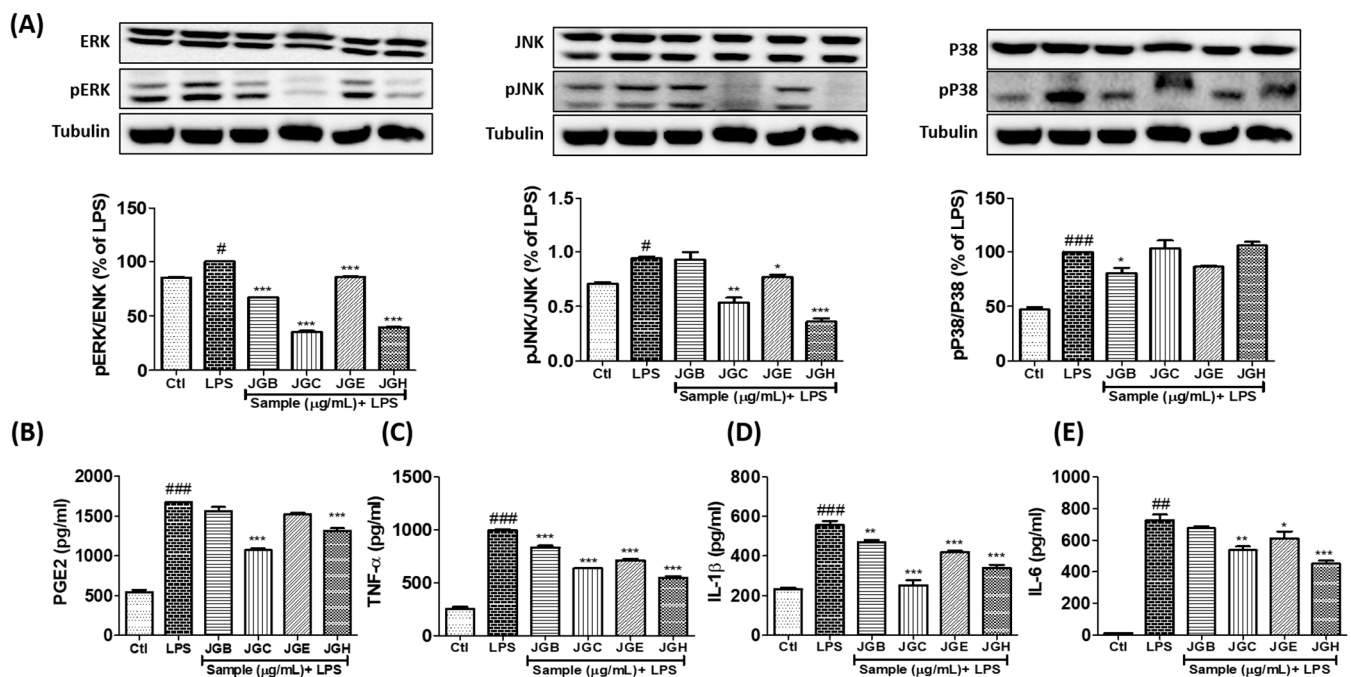 (A)
ERK
pERK
Tubulin
JNK
pJNK
Tubulin
P38
pP38
Tubulin
pERK/ENK (% of LPS)
150
100
50
0
#
***
***
***
***
Ctl LPS JGB JGC JGE JGH
Sample (μg/mL)+ LPS
pJNK/JNK (% of LPS)
1.5
1.0
0.5
0.0
#
**
*
***
Ctl LPS JGB JGC JGE JGH
Sample (μg/mL)+ LPS
pP38/P38 (% of LPS)
150
100
50
0
###
*
Ctl LPS JGB JGC JGE JGH
Sample (μg/mL)+ LPS
(B)
PGE2 (pg/ml)
2000
1500
1000
500
0
###
***
***
Ctl LPS JGB JGC JGE JGH
Sample (μg/mL)+ LPS
(C)
TNF-α (pg/ml)
1500
1000
500
0
###
***
***
***
***
Ctl LPS JGB JGC JGE JGH
Sample (μg/mL)+ LPS
(D)
IL-1β (pg/ml)
800
600
400
200
0
###
**
***
***
***
Ctl LPS JGB JGC JGE JGH
Sample (μg/mL)+ LPS
(E)
IL-6 (pg/ml)
1000
800
600
400
200
0
##
**
*
***
Ctl LPS JGB JGC JGE JGH
Sample (μg/mL)+ LPS